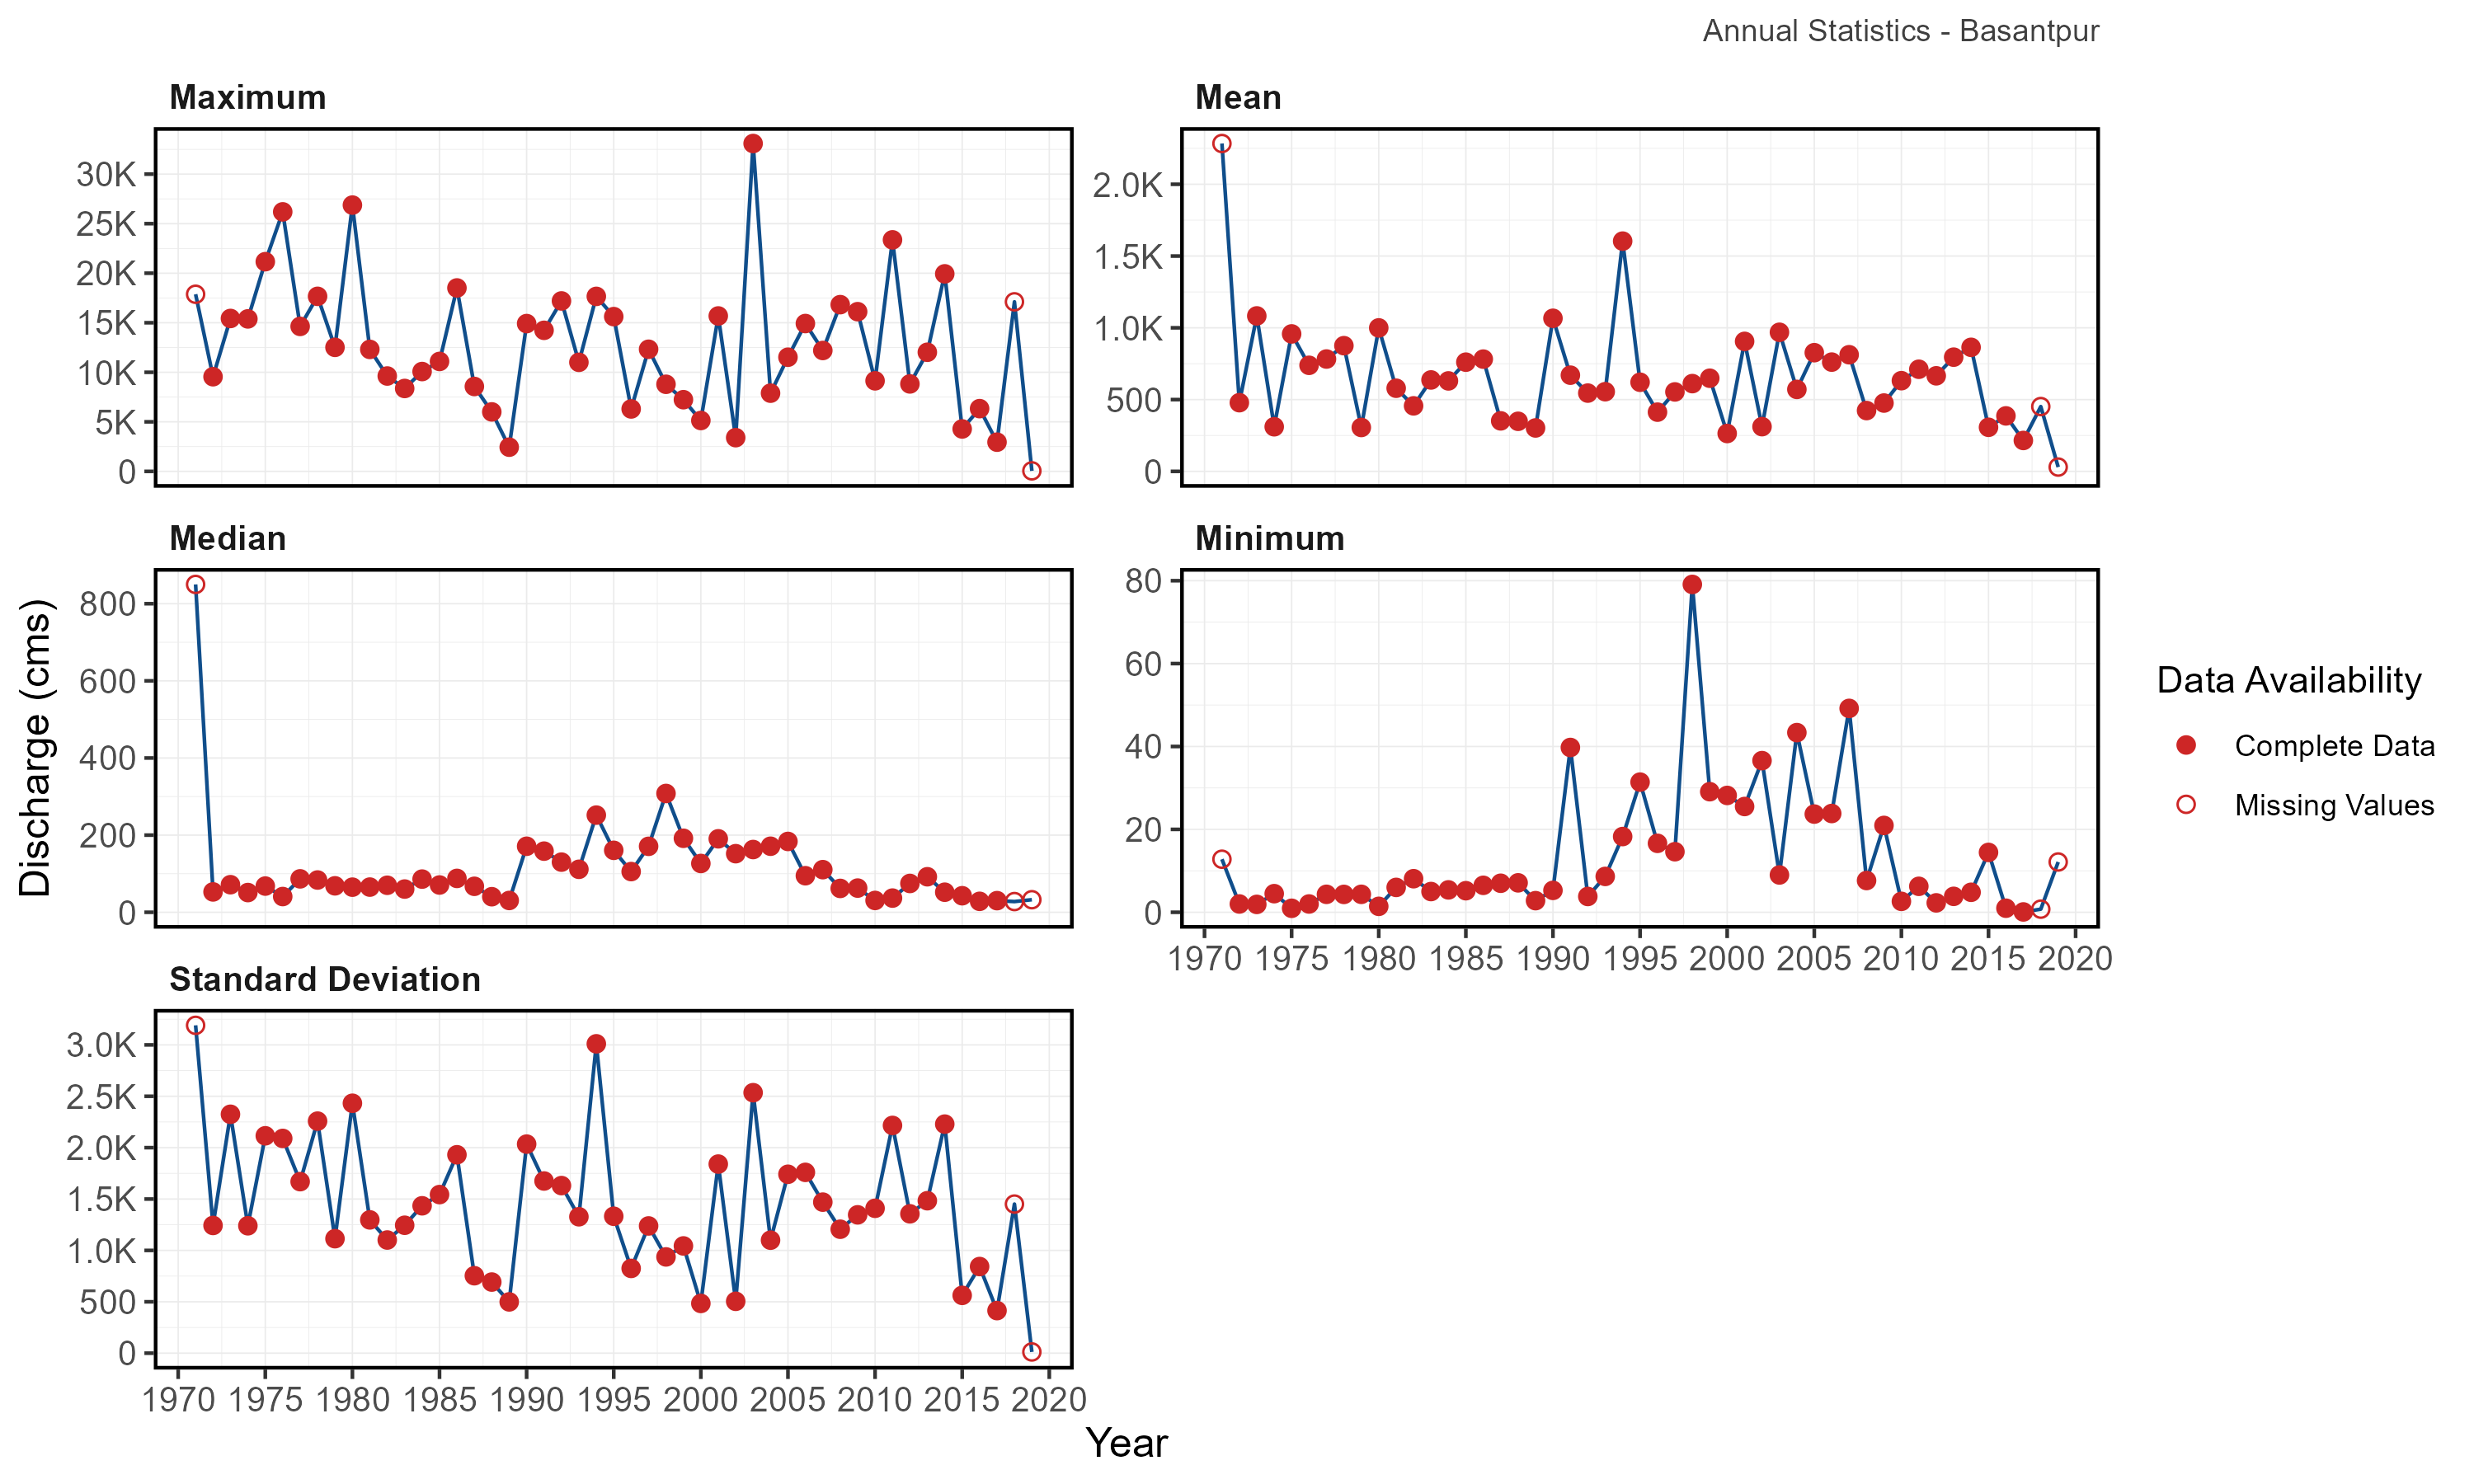 Annual Statistics - Basantpur
Maximum
30K
25K
20K
15K
10K
5K
0
Mean
2.0K
1.5K
1.0K
500
0
Discharge (cms)
Median
800
600
400
200
0
Minimum
80
60
40
20
0
1970 1975 1980 1985 1990 1995 2000 2005 2010 2015 2020
Standard Deviation
3.0K
2.5K
2.0K
1.5K
1.0K
500
0
1970 1975 1980 1985 1990 1995 2000 2005 2010 2015 2020
Year
Data Availability
Complete Data
Missing Values